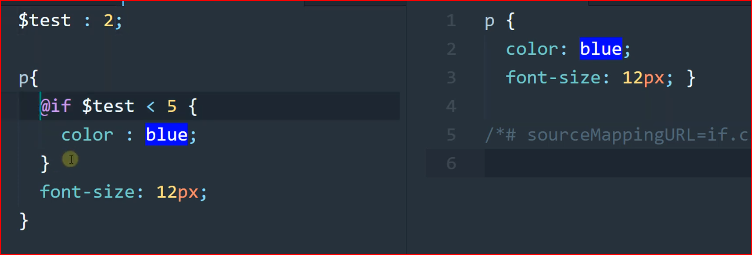 $test : 2;
p{
@if $test < 5 {
color : blue;
}
font-size: 12px;
}
1 p {
2 color: blue;
3 font-size: 12px; }
4
5 /*# sourceMappingURL=if.c
6